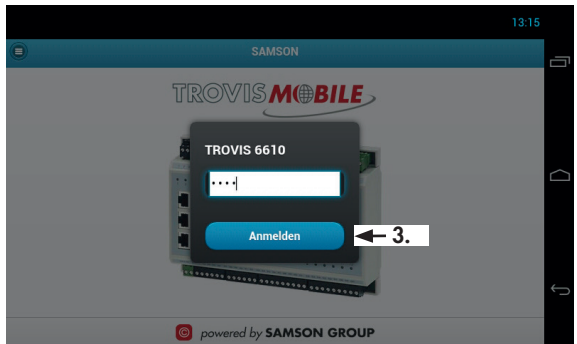 13:15
SAMSON
TROVIS MOBILE
TROVIS 6610
····
Anmelden
3.
powered by SAMSON GROUP